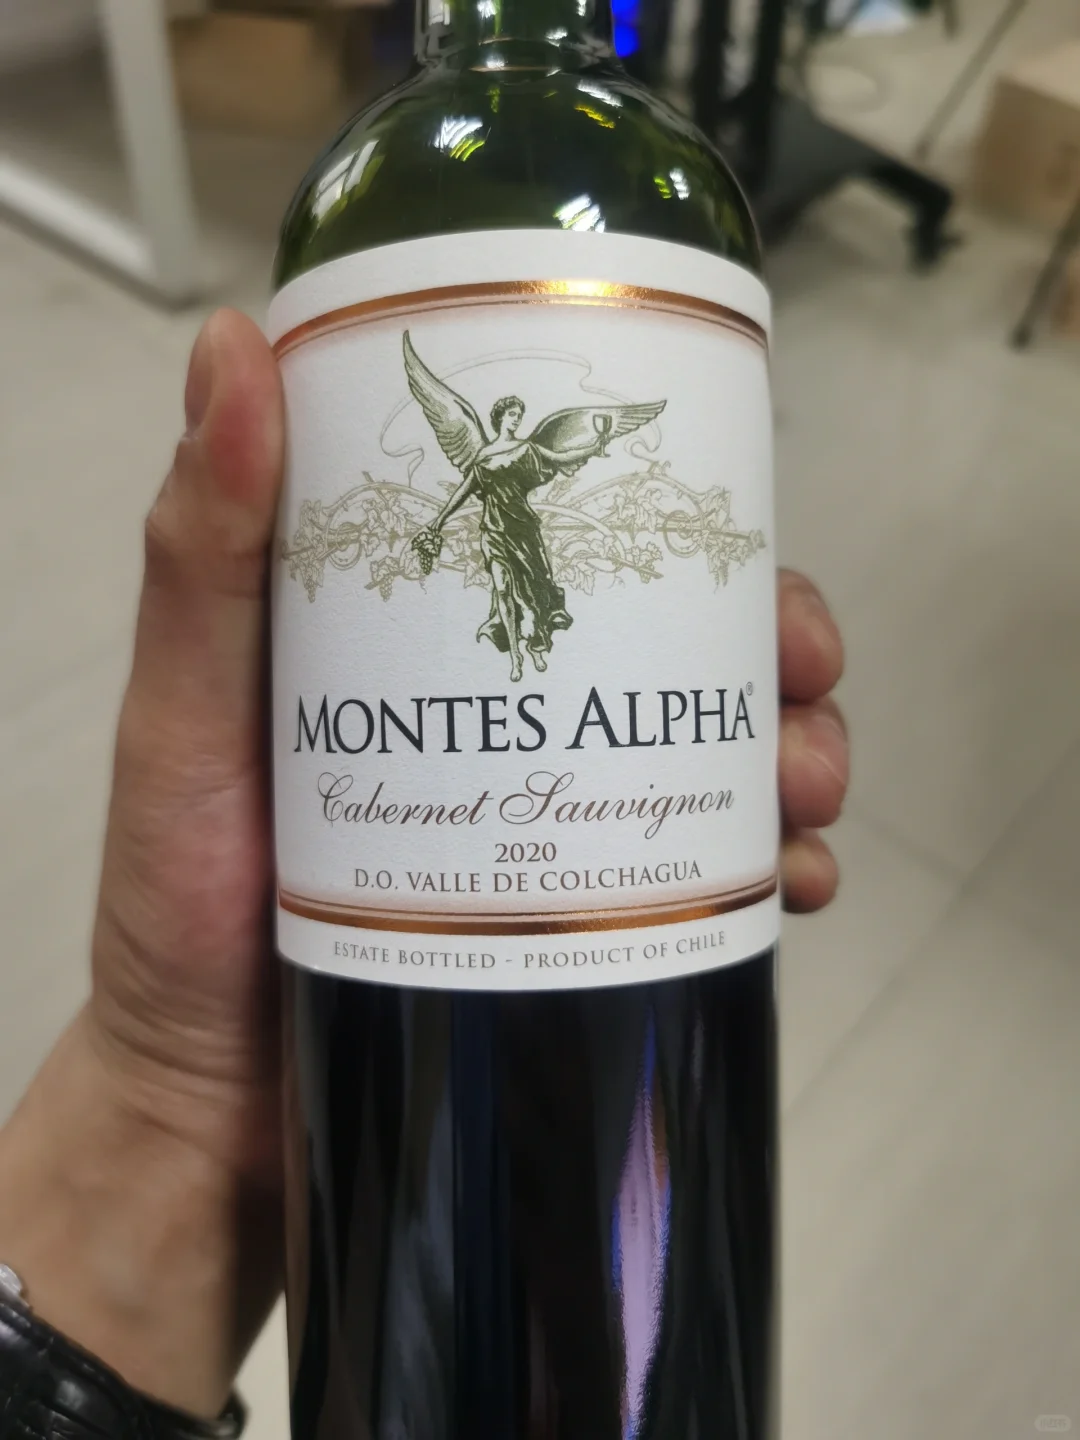 MONTES ALPHA®
Cabernet Sauvignon
2020
D.O. VALLE DE COLCHAGUA
ESTATE BOTTLED - PRODUCT OF CHILE